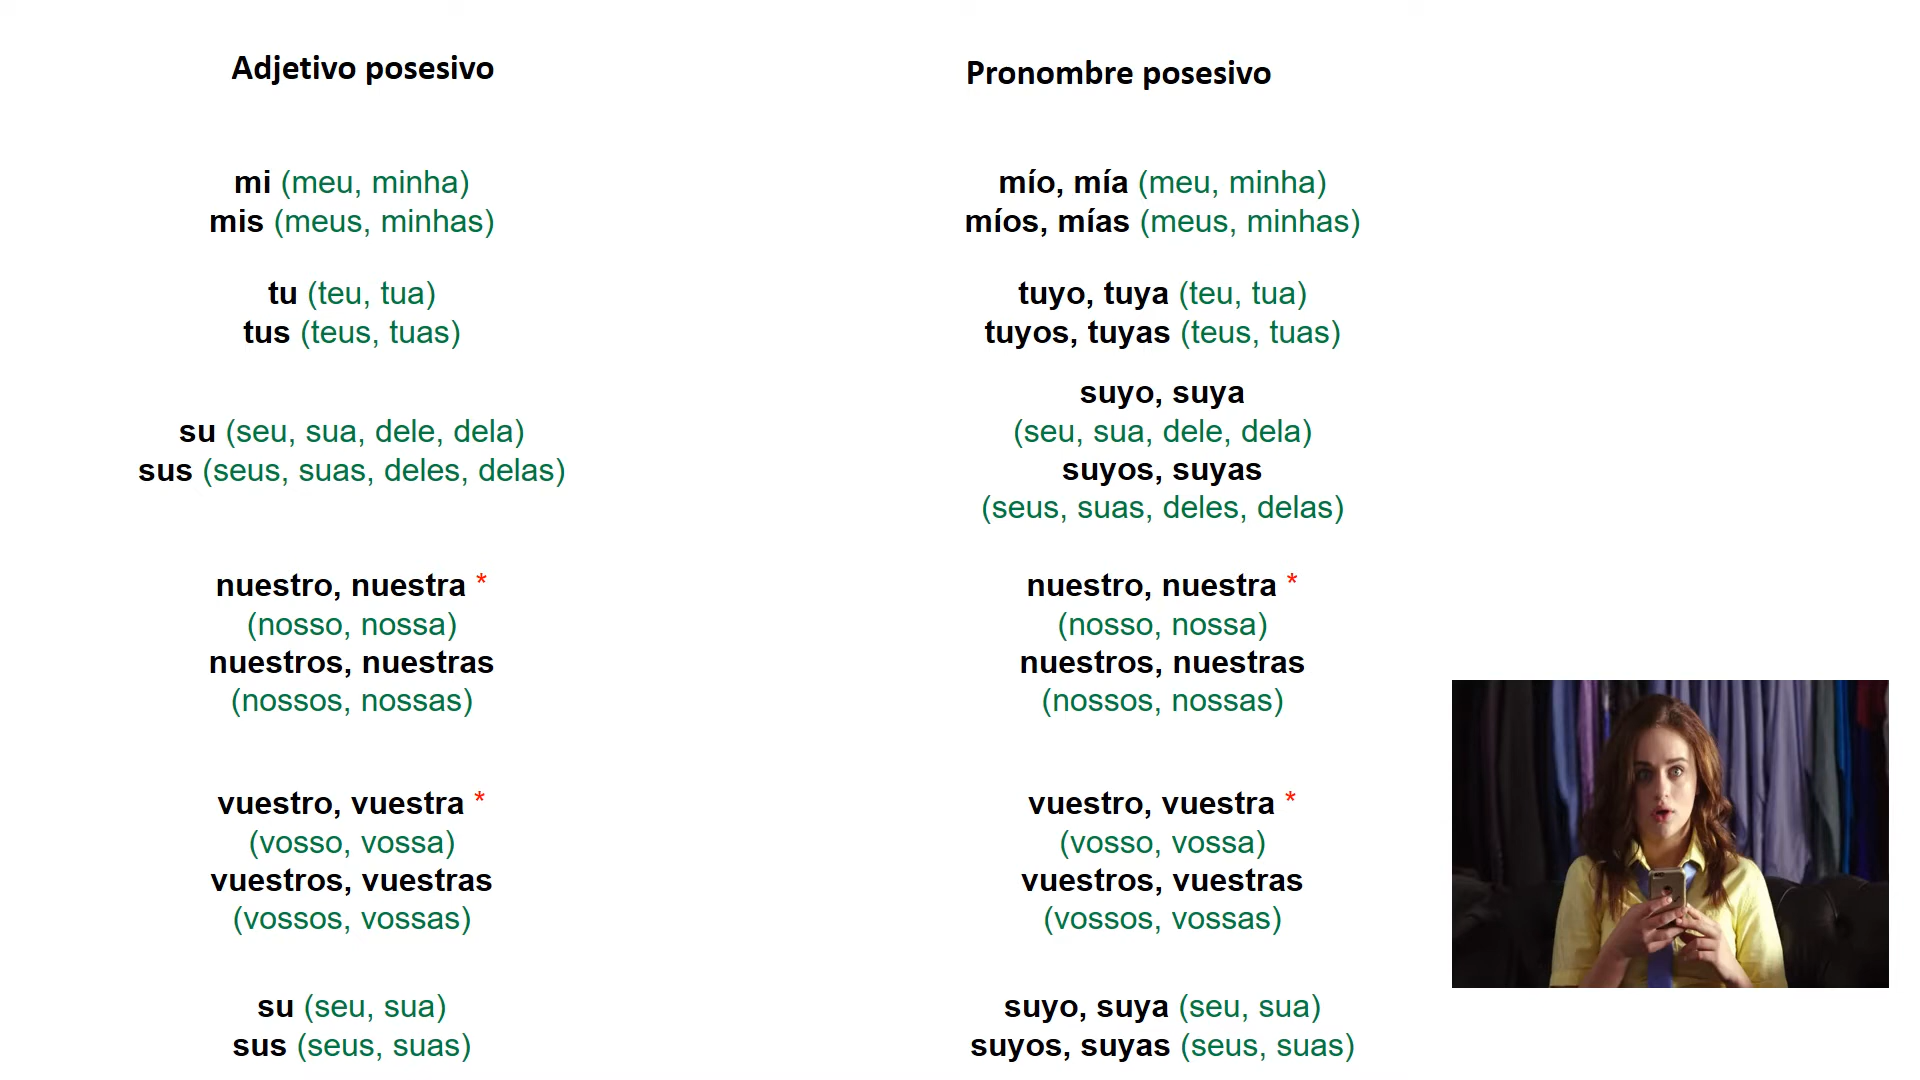 Adjetivo posesivo
mi (meu, minha)
mis (meus, minhas)
tu (teu, tua)
tus (teus, tuas)
su (seu, sua, dele, dela)
sus (seus, suas, deles, delas)
nuestro, nuestra *
(nosso, nossa)
nuestros, nuestras
(nossos, nossas)
vuestro, vuestra *
(vosso, vossa)
vuestros, vuestras
(vossos, vossas)
su (seu, sua)
sus (seus, suas)
Pronombre posesivo
mío, mía (meu, minha)
míos, mías (meus, minhas)
tuyo, tuya (teu, tua)
tuyos, tuyas (teus, tuas)
suyo, suya
(seu, sua, dele, dela)
suyos, suyas
(seus, suas, deles, delas)
nuestro, nuestra *
(nosso, nossa)
nuestros, nuestras
(nossos, nossas)
vuestro, vuestra *
(vosso, vossa)
vuestros, vuestras
(vossos, vossas)
suyo, suya (seu, sua)
suyos, suyas (seus, suas)